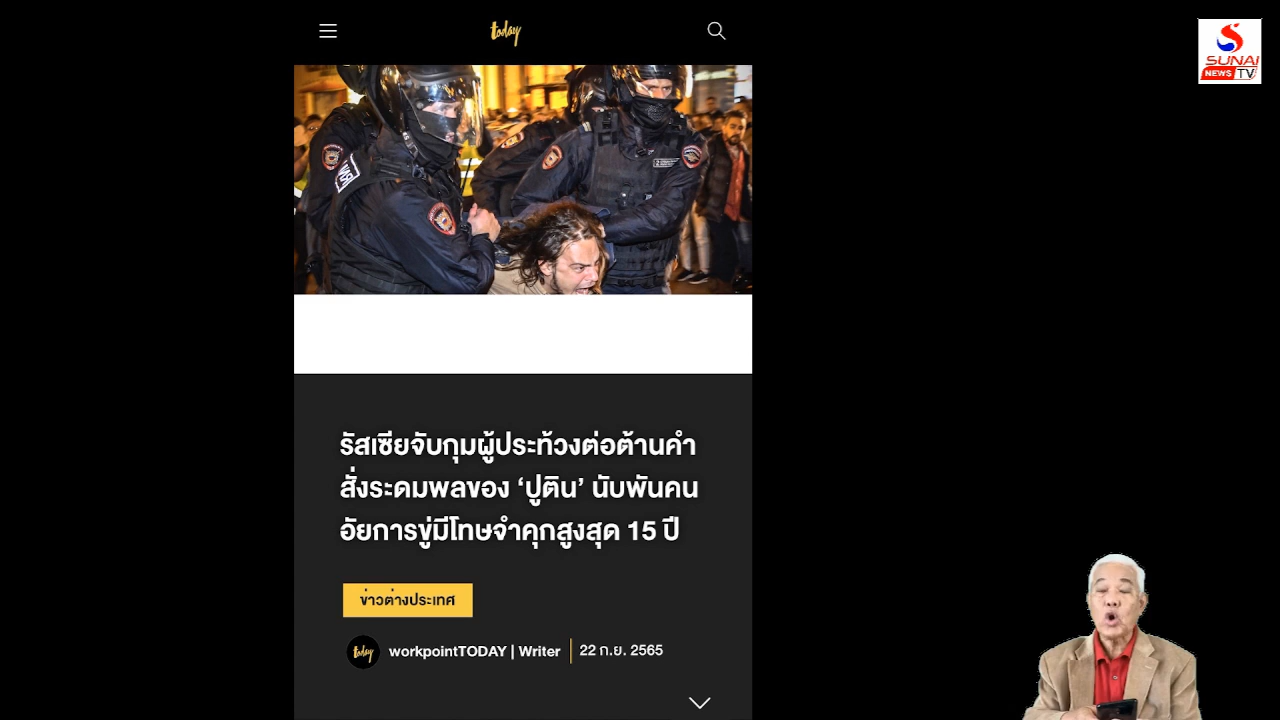 today
SUNAI
NEWS TV
รัสเซียจับกุมผู้ประท้วงต่อต้านคำ
สั่งระดมพลของ ‘ปูติน’ นับพันคน
อัยการขู่มีโทษจำคุกสูงสุด 15 ปี
ข่าวต่างประเทศ
today
workpointTODAY | Writer
22 ก.ย. 2565